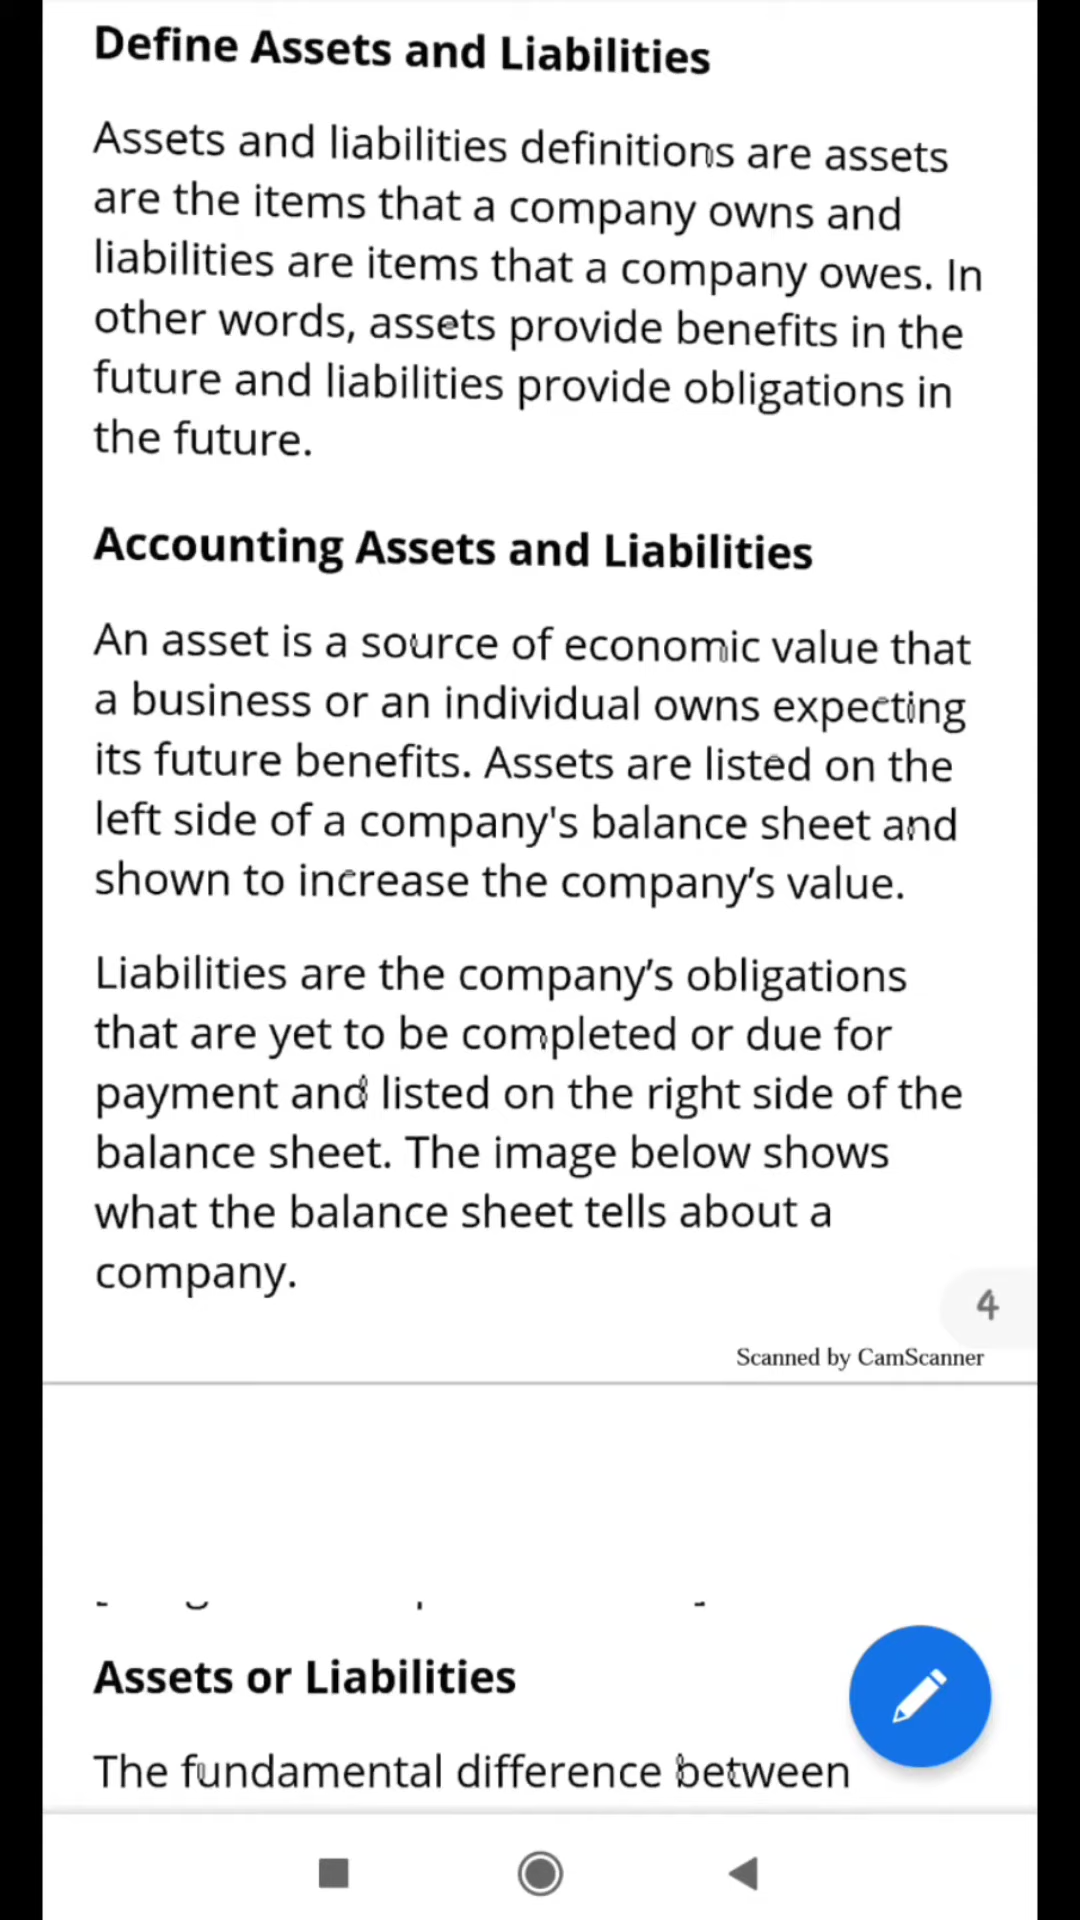 Define Assets and Liabilities
Assets and liabilities definitions are assets
are the items that a company owns and
liabilities are items that a company owes. In
other words, assets provide benefits in the
future and liabilities provide obligations in
the future.
Accounting Assets and Liabilities
An asset is a source of economic value that
a business or an individual owns expecting
its future benefits. Assets are listed on the
left side of a company's balance sheet and
shown to increase the company’s value.
Liabilities are the company’s obligations
that are yet to be completed or due for
payment and listed on the right side of the
balance sheet. The image below shows
what the balance sheet tells about a
company.
4
Scanned by CamScanner
Assets or Liabilities
The fundamental difference between